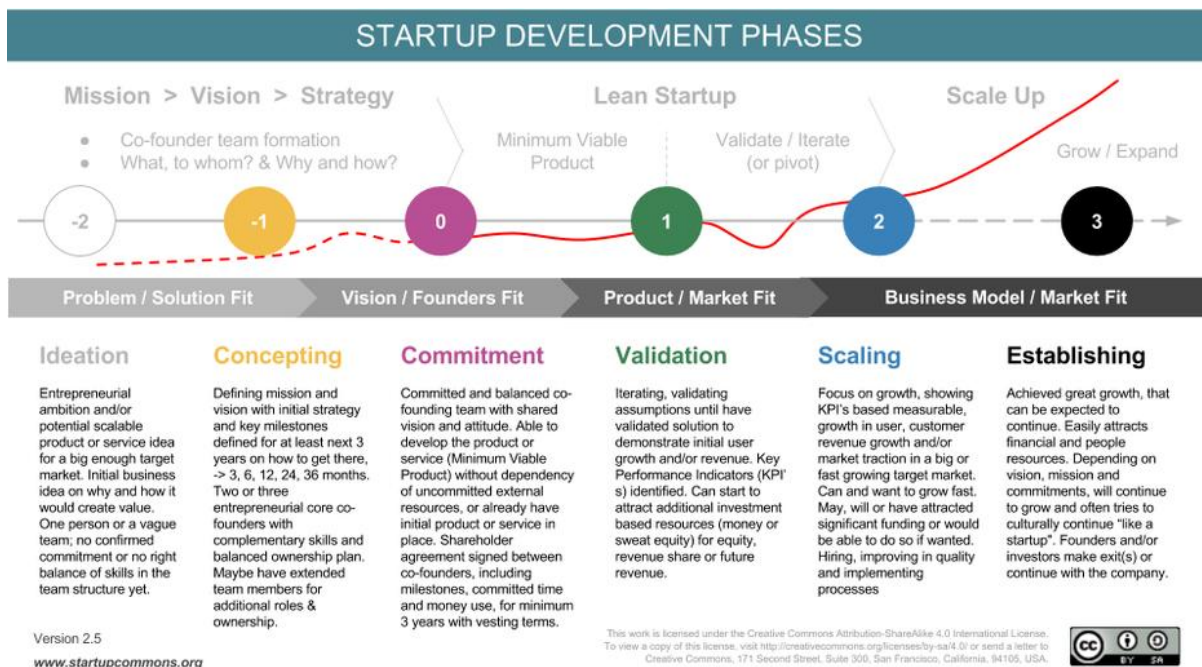 STARTUP DEVELOPMENT PHASES
Mission > Vision > Strategy
● Co-founder team formation
● What, to whom? & Why and how?
Lean Startup
Minimum Viable
Product
Validate / Iterate
(or pivot)
Scale Up
Grow / Expand
-2
-1
0
1
2
3
Problem / Solution Fit
Vision / Founders Fit
Product / Market Fit
Business Model / Market Fit
Ideation
Entrepreneurial
ambition and/or
potential scalable
product or service idea
for a big enough target
market. Initial business
idea on why and how it
would create value.
One person or a vague
team; no confirmed
commitment or no right
balance of skills in the
team structure yet.
Concepting
Defining mission and
vision with initial strategy
and key milestones
defined for at least next 3
years on how to get there,
-> 3, 6, 12, 24, 36 months.
Two or three
entrepreneurial core co-
founders with
complementary skills and
balanced ownership plan.
Maybe have extended
team members for
additional roles &
ownership.
Commitment
Committed and balanced co-
founding team with shared
vision and attitude. Able to
develop the product or
service (Minimum Viable
Product) without dependency
of uncommitted external
resources, or already have
initial product or service in
place. Shareholder
agreement signed between
co-founders, including
milestones, committed time
and money use, for minimum
3 years with vesting terms.
Validation
Iterating, validating
assumptions until have
validated solution to
demonstrate initial user
growth and/or revenue. Key
Performance Indicators (KPI'
s) identified. Can start to
attract additional investment
based resources (money or
sweat equity) for equity,
revenue share or future
revenue.
Scaling
Focus on growth, showing
KPI's based measurable,
growth in user, customer
revenue growth and/or
market traction in a big or
fast growing target market.
Can and want to grow fast.
May, will or have attracted
significant funding or would
be able to do so if wanted.
Hiring, improving in quality
and implementing
processes
Establishing
Achieved great growth, that
can be expected to
continue. Easily attracts
financial and people
resources. Depending on
vision, mission and
commitments, will continue
to grow and often tries to
culturally continue "like a
startup". Founders and/or
investors make exit(s) or
continue with the company.
Version 2.5
www.startupcommons.org
This work is licensed under the Creative Commons Attribution-ShareAlike 4.0 International License.
To view a copy of this license, visit http://creativecommons.org/licenses/by-sa/4.0/ or send a letter to
Creative Commons, 171 Second Street, Suite 300, San Francisco, California, 94105, USA.
cc
BY SA